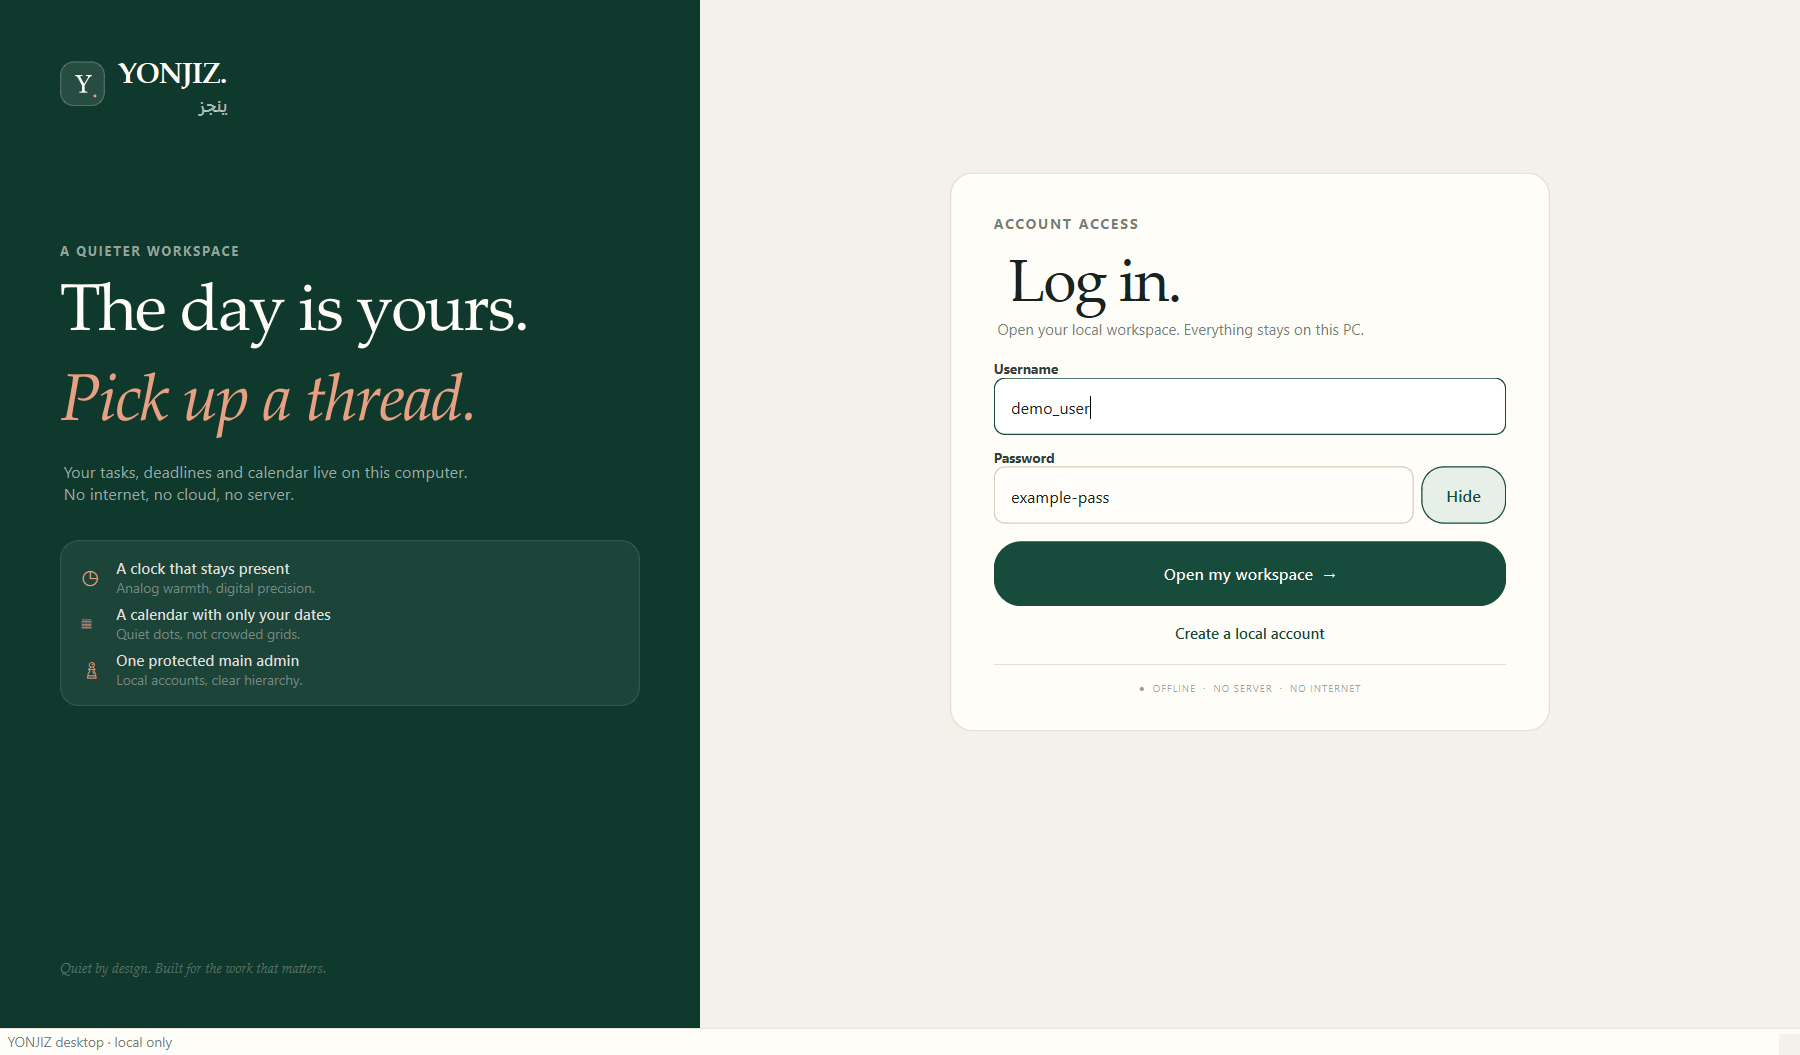 Y.
YONJIZ.
ينجز
A QUIETER WORKSPACE
The day is yours.
Pick up a thread.
Your tasks, deadlines and calendar live on this computer.
No internet, no cloud, no server.
A clock that stays present
Analog warmth, digital precision.
A calendar with only your dates
Quiet dots, not crowded grids.
One protected main admin
Local accounts, clear hierarchy.
Quiet by design. Built for the work that matters.
ACCOUNT ACCESS
Log in.
Open your local workspace. Everything stays on this PC.
Username
demo_user
Password
example-pass
Hide
Open my workspace →
Create a local account
● OFFLINE · NO SERVER · NO INTERNET
YONJIZ desktop · local only